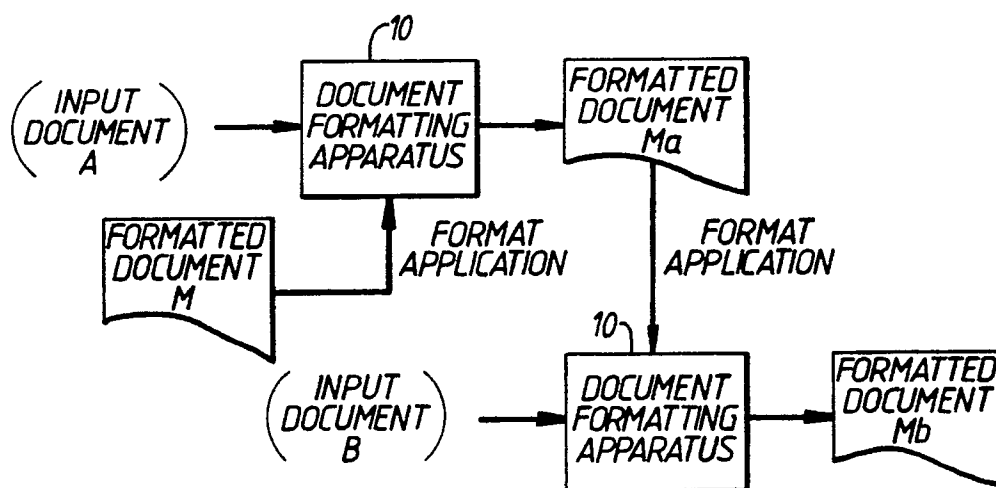 10
INPUT
DOCUMENT
A
DOCUMENT
FORMATTING
APPARATUS
FORMATTED
DOCUMENT
Ma
FORMATTED
DOCUMENT
M
FORMAT
APPLICATION
FORMAT
APPLICATION
10
INPUT
DOCUMENT
B
DOCUMENT
FORMATTING
APPARATUS
FORMATTED
DOCUMENT
Mb